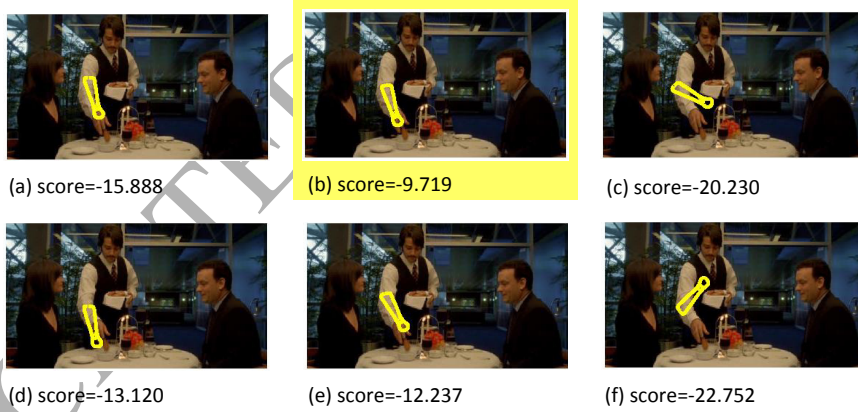 (a) score=-15.888
(b) score=-9.719
(c) score=-20.230
(d) score=-13.120
(e) score=-12.237
(f) score=-22.752